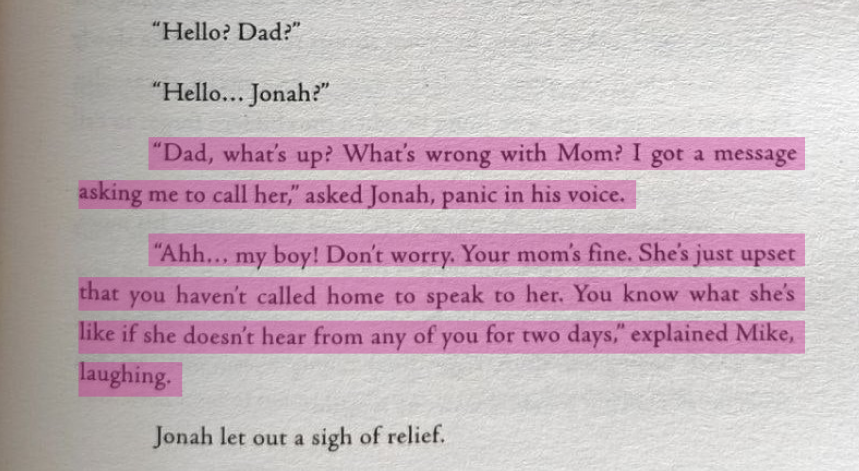 “Hello? Dad?”
“Hello... Jonah?”
“Dad, what’s up? What’s wrong with Mom? I got a message
asking me to call her,” asked Jonah, panic in his voice.
“Ahh... my boy! Don’t worry. Your mom’s fine. She’s just upset
that you haven’t called home to speak to her. You know what she’s
like if she doesn’t hear from any of you for two days,” explained Mike,
laughing.
Jonah let out a sigh of relief.